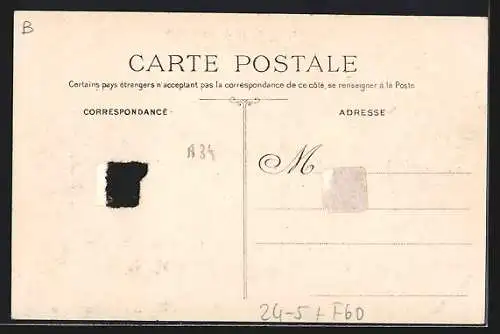 B
CARTE POSTALE
Certains pays étrangers n'acceptant pas la correspondance de ce côté, se renseigner à la Poste
CORRESPONDANCE
ADRESSE
A34
M
24-5 + F60